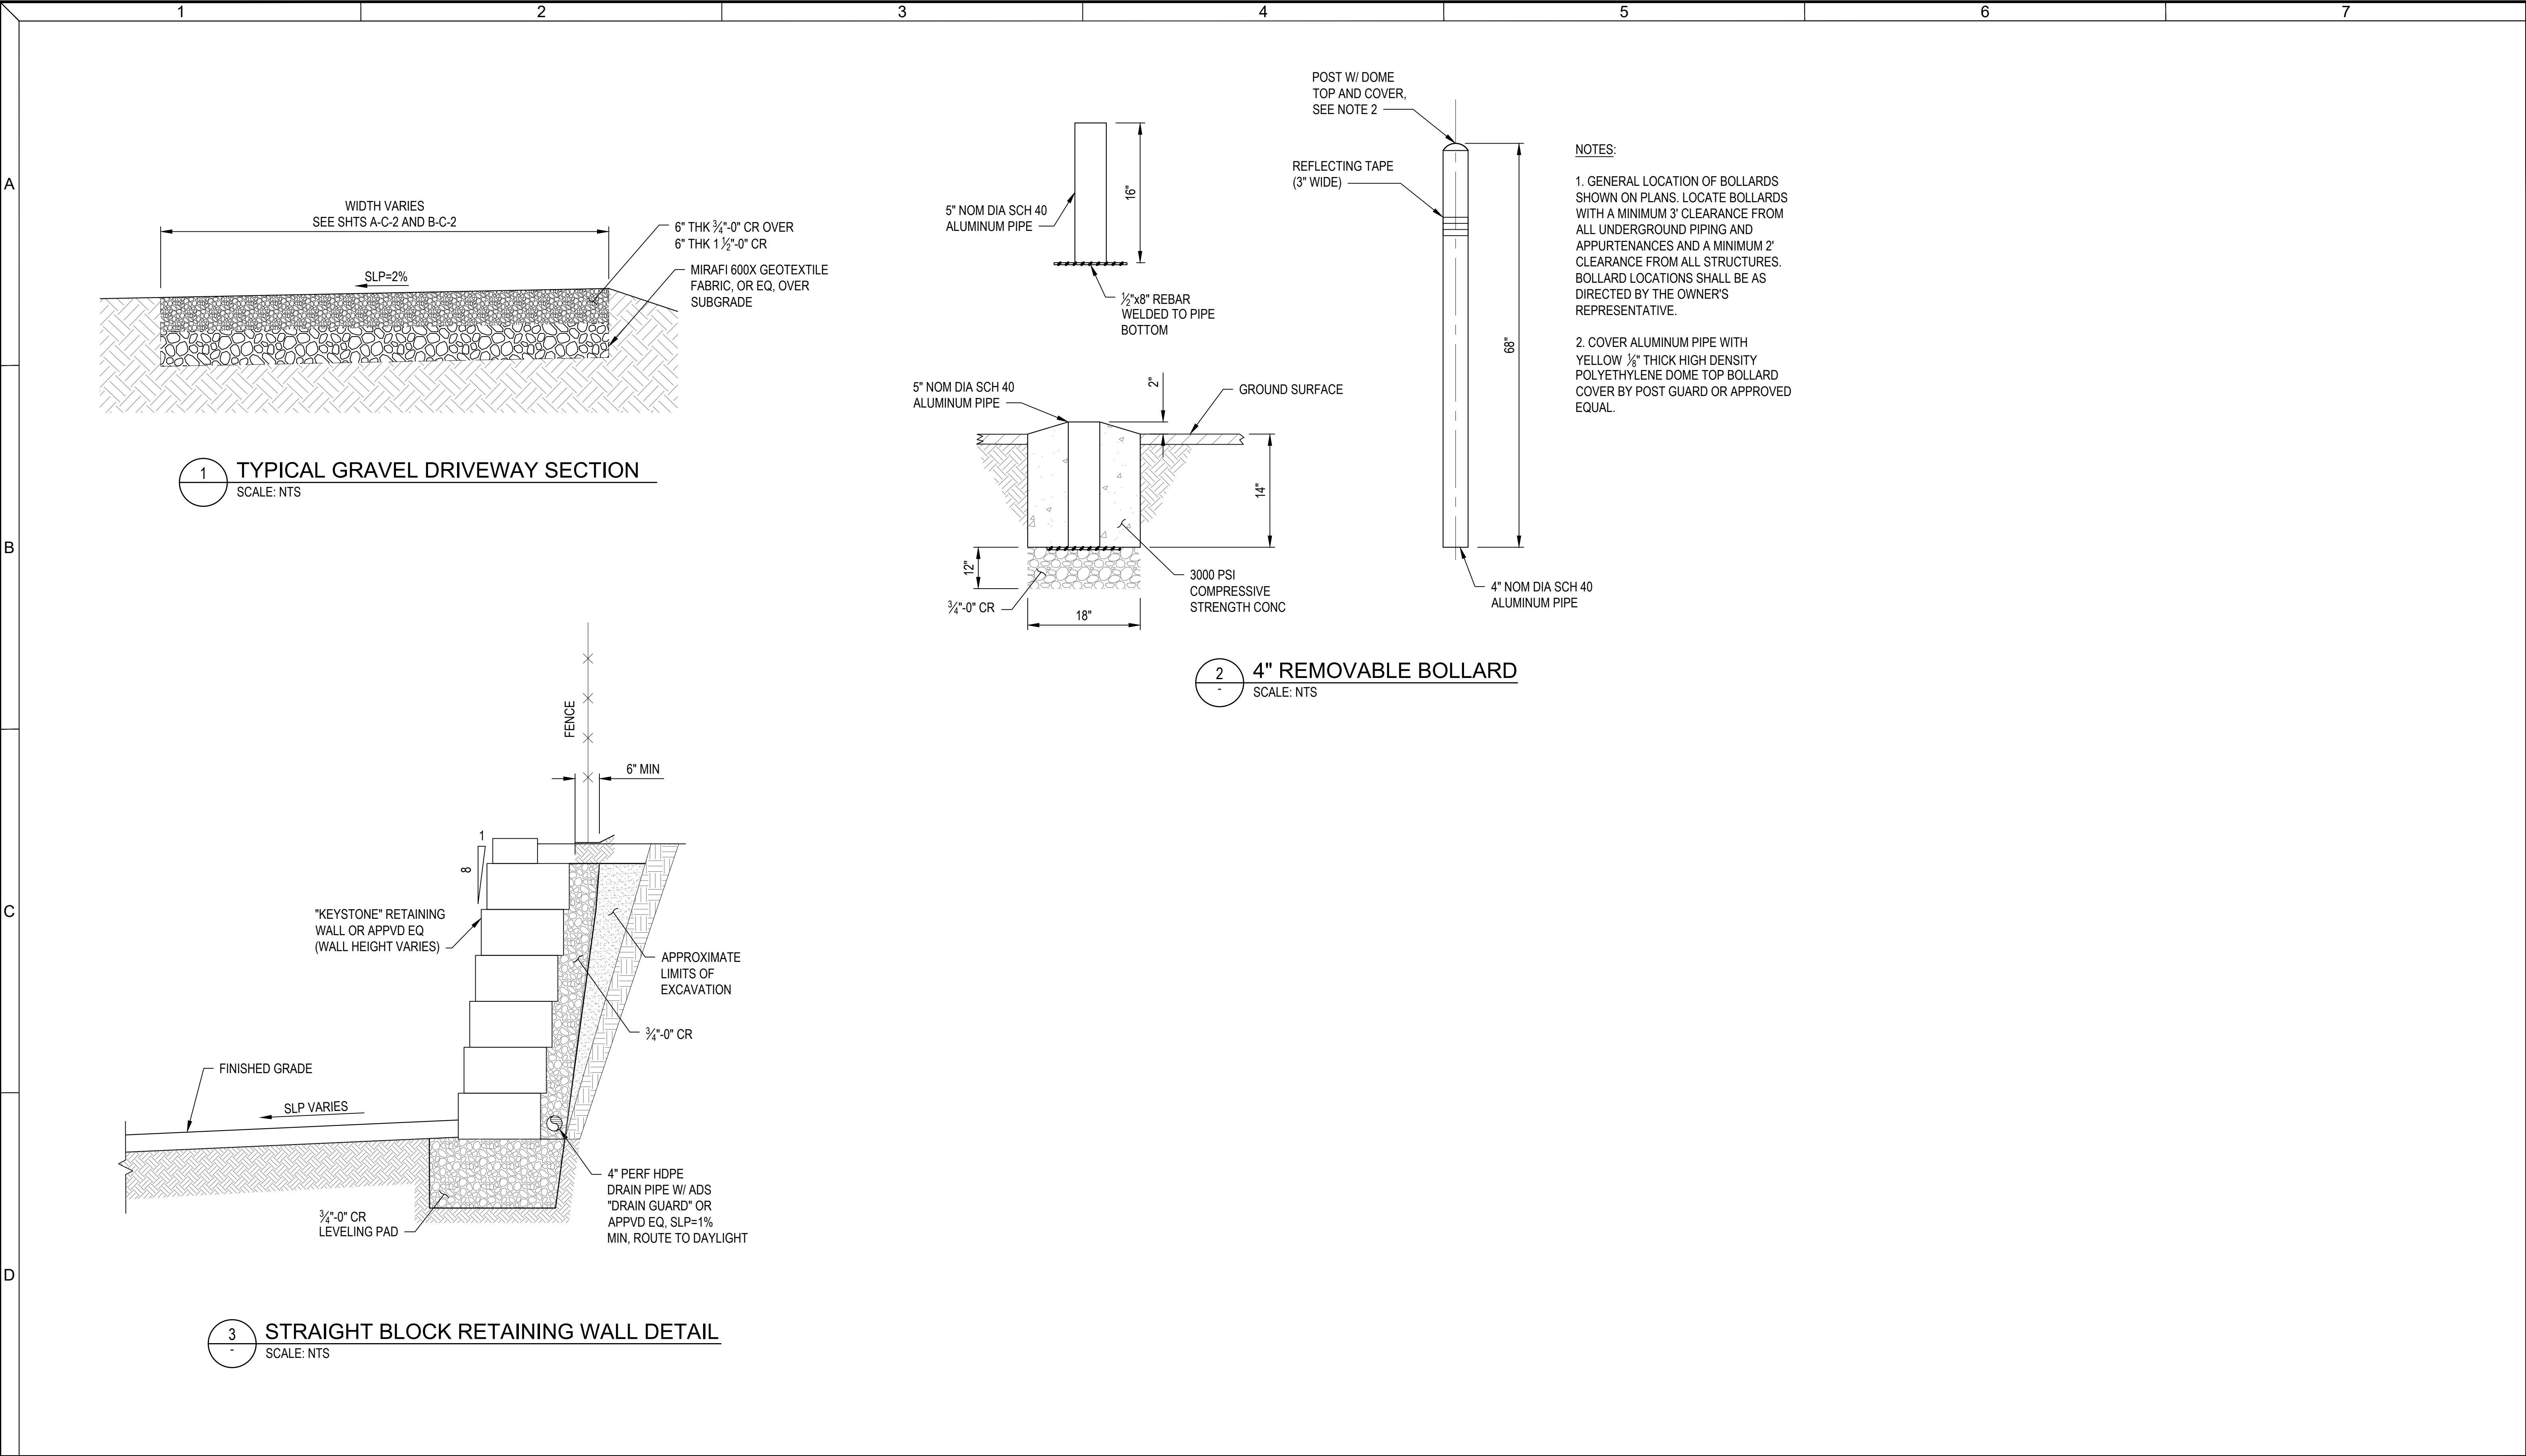 1 2 3 4 5 6 7
A
B
C
D
WIDTH VARIES
SEE SHTS A-C-2 AND B-C-2
SLP=2%
6" THK 3/4"-0" CR OVER
6" THK 1 1/2"-0" CR
MIRAFI 600X GEOTEXTILE
FABRIC, OR EQ, OVER
SUBGRADE
1
TYPICAL GRAVEL DRIVEWAY SECTION
SCALE: NTS
5" NOM DIA SCH 40
ALUMINUM PIPE
16"
1/2"x8" REBAR
WELDED TO PIPE
BOTTOM
5" NOM DIA SCH 40
ALUMINUM PIPE
2"
GROUND SURFACE
14"
12"
3/4"-0" CR
18"
3000 PSI
COMPRESSIVE
STRENGTH CONC
POST W/ DOME
TOP AND COVER,
SEE NOTE 2
REFLECTING TAPE
(3" WIDE)
68"
4" NOM DIA SCH 40
ALUMINUM PIPE
NOTES:
1. GENERAL LOCATION OF BOLLARDS
SHOWN ON PLANS. LOCATE BOLLARDS
WITH A MINIMUM 3' CLEARANCE FROM
ALL UNDERGROUND PIPING AND
APPURTENANCES AND A MINIMUM 2'
CLEARANCE FROM ALL STRUCTURES.
BOLLARD LOCATIONS SHALL BE AS
DIRECTED BY THE OWNER'S
REPRESENTATIVE.
2. COVER ALUMINUM PIPE WITH
YELLOW 1/8" THICK HIGH DENSITY
POLYETHYLENE DOME TOP BOLLARD
COVER BY POST GUARD OR APPROVED
EQUAL.
2
-
4" REMOVABLE BOLLARD
SCALE: NTS
FENCE
6" MIN
1
8
"KEYSTONE" RETAINING
WALL OR APPVD EQ
(WALL HEIGHT VARIES)
APPROXIMATE
LIMITS OF
EXCAVATION
3/4"-0" CR
FINISHED GRADE
SLP VARIES
4" PERF HDPE
DRAIN PIPE W/ ADS
"DRAIN GUARD" OR
APPVD EQ, SLP=1%
MIN, ROUTE TO DAYLIGHT
3/4"-0" CR
LEVELING PAD
3
-
STRAIGHT BLOCK RETAINING WALL DETAIL
SCALE: NTS